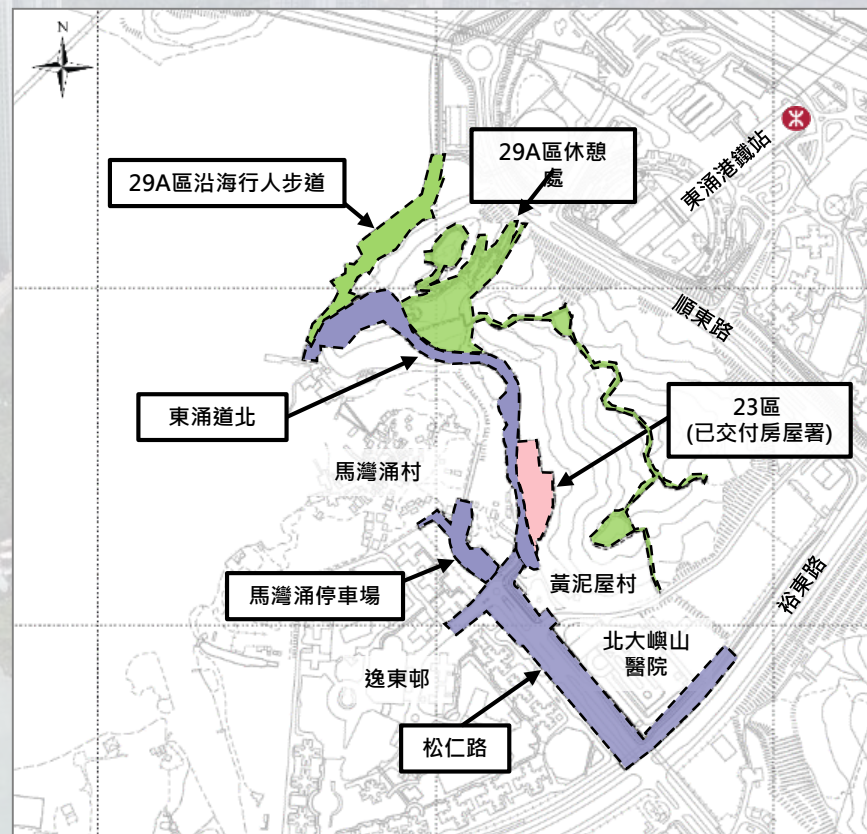 N
29A區休憩
處
東涌港鐵站
29A區沿海行人步道
順東路
東涌道北
23區
(已交付房屋署)
馬灣涌村
馬灣涌停車場
黃泥屋村
裕東路
北大嶼山
醫院
逸東邨
松仁路